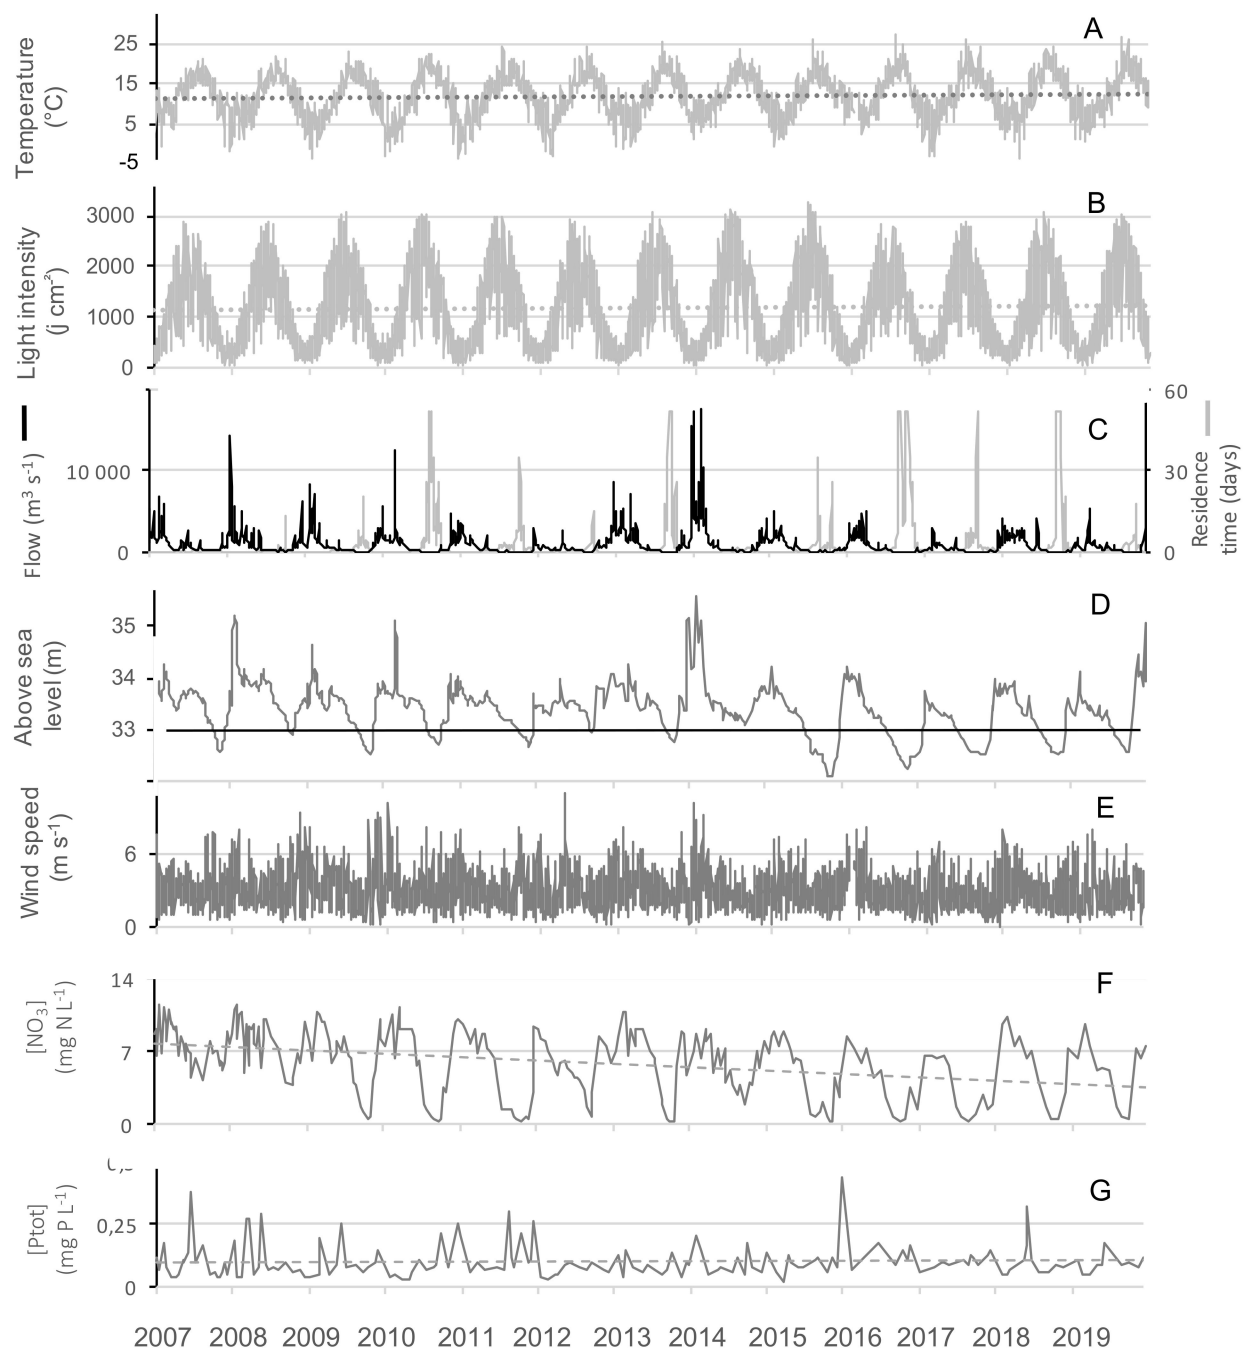 A
Temperature
(°C)
25
15
5
-5
B
Light intensity
(j cm⁻²)
3000
2000
1000
0
C
Flow (m³ s⁻¹)
10 000
0
60
30
0
Residence
time (days)
D
Above sea
level (m)
35
34
33
E
Wind speed
(m s⁻¹)
6
0
F
[NO₃]
(mg N L⁻¹)
14
7
0
G
[Ptot]
(mg P L⁻¹)
0,25
0
2007 2008 2009 2010 2011 2012 2013 2014 2015 2016 2017 2018 2019